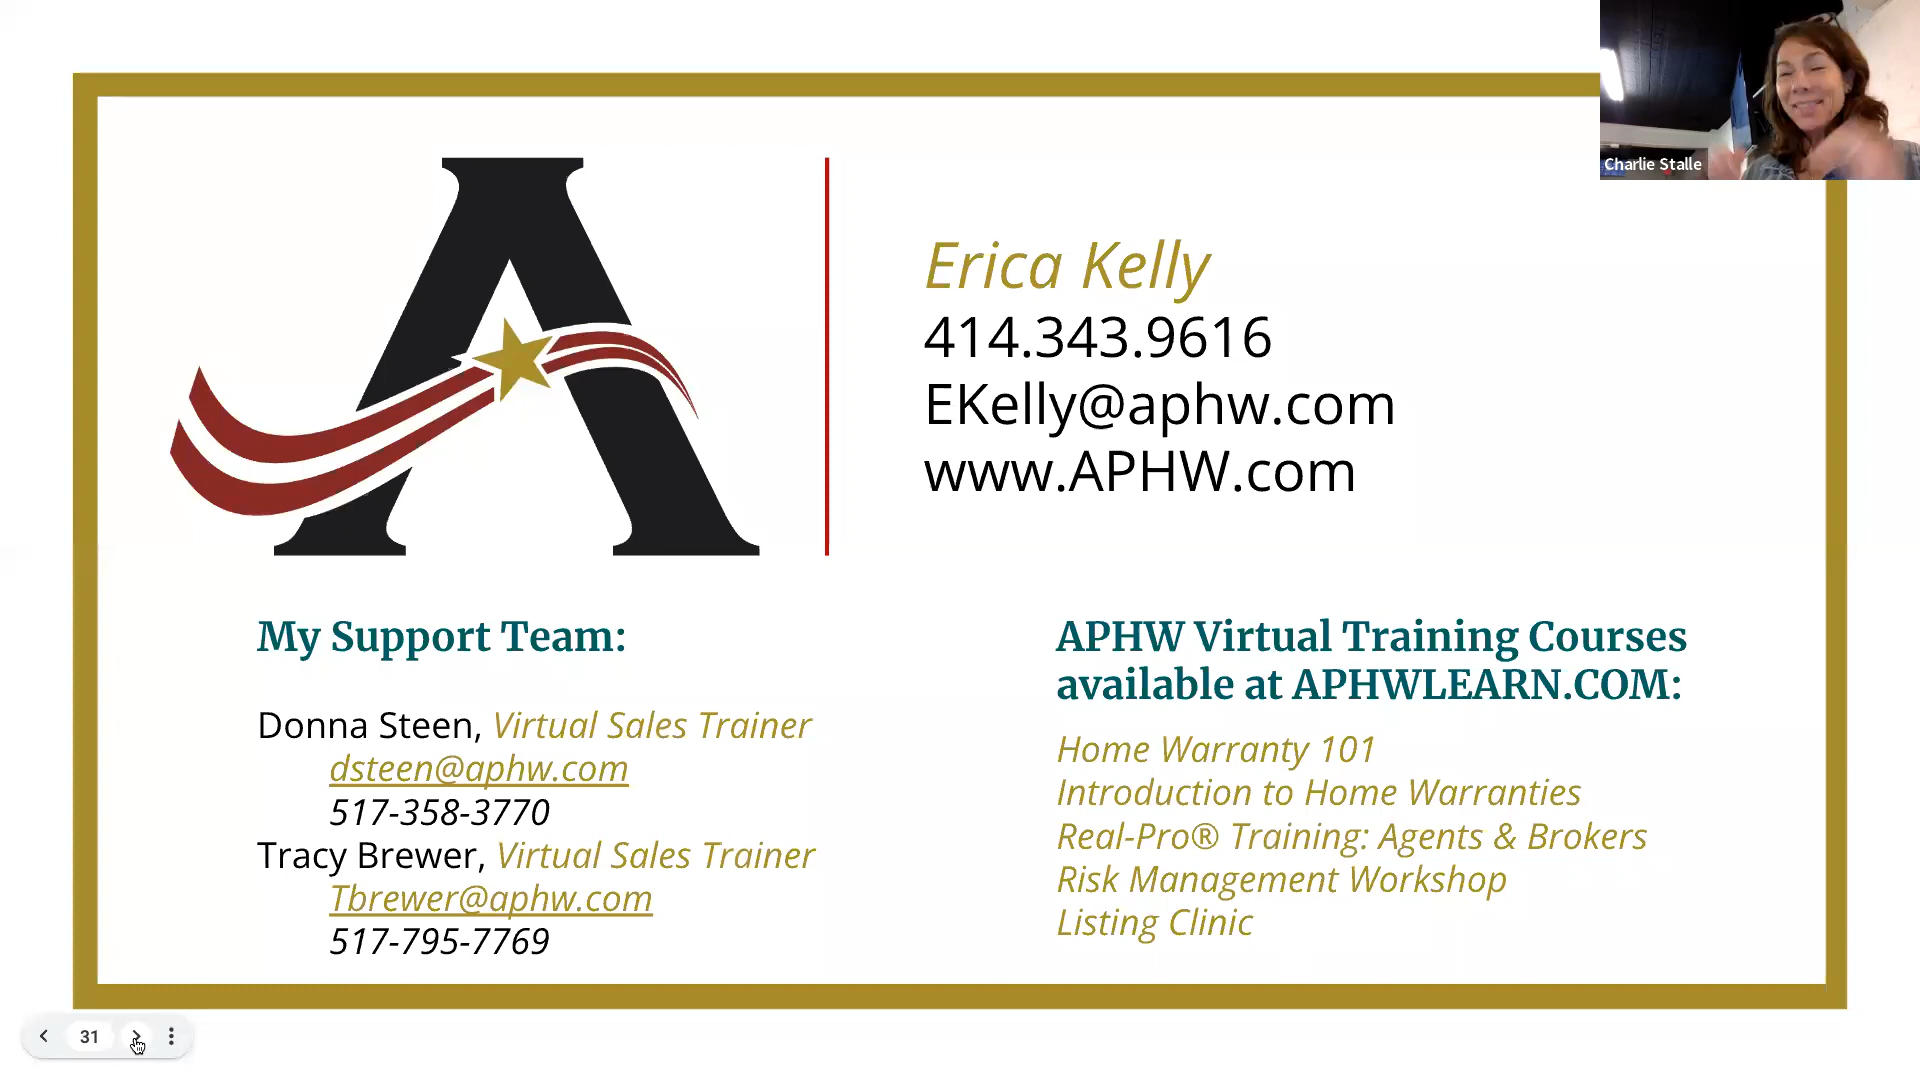 Charlie Stalle
Erica Kelly
414.343.9616
EKelly@aphw.com
www.APHW.com
My Support Team:
Donna Steen, Virtual Sales Trainer
dsteen@aphw.com
517-358-3770
Tracy Brewer, Virtual Sales Trainer
Tbrewer@aphw.com
517-795-7769
APHW Virtual Training Courses
available at APHWLEARN.COM:
Home Warranty 101
Introduction to Home Warranties
Real-Pro® Training: Agents & Brokers
Risk Management Workshop
Listing Clinic
31